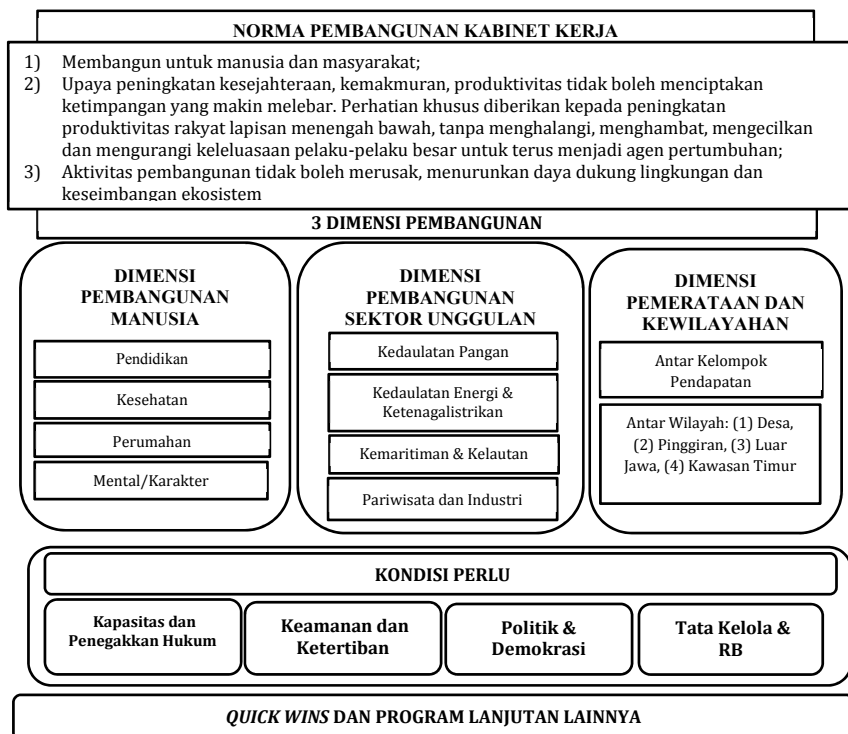 NORMA PEMBANGUNAN KABINET KERJA
1) Membangun untuk manusia dan masyarakat;
2) Upaya peningkatan kesejahteraan, kemakmuran, produktivitas tidak boleh menciptakan
ketimpangan yang makin melebar. Perhatian khusus diberikan kepada peningkatan
produktivitas rakyat lapisan menengah bawah, tanpa menghalangi, menghambat, mengecilkan
dan mengurangi keleluasaan pelaku-pelaku besar untuk terus menjadi agen pertumbuhan;
3) Aktivitas pembangunan tidak boleh merusak, menurunkan daya dukung lingkungan dan
keseimbangan ekosistem
3 DIMENSI PEMBANGUNAN
DIMENSI
PEMBANGUNAN
MANUSIA
Pendidikan
Kesehatan
Perumahan
Mental/Karakter
DIMENSI
PEMBANGUNAN
SEKTOR UNGGULAN
Kedaulatan Pangan
Kedaulatan Energi &
Ketenagalistrikan
Kemaritiman & Kelautan
Pariwisata dan Industri
DIMENSI
PEMERATAAN DAN
KEWILAYAHAN
Antar Kelompok
Pendapatan
Antar Wilayah: (1) Desa,
(2) Pinggiran, (3) Luar
Jawa, (4) Kawasan Timur
KONDISI PERLU
Kapasitas dan
Penegakkan Hukum
Keamanan dan
Ketertiban
Politik &
Demokrasi
Tata Kelola &
RB
QUICK WINS DAN PROGRAM LANJUTAN LAINNYA